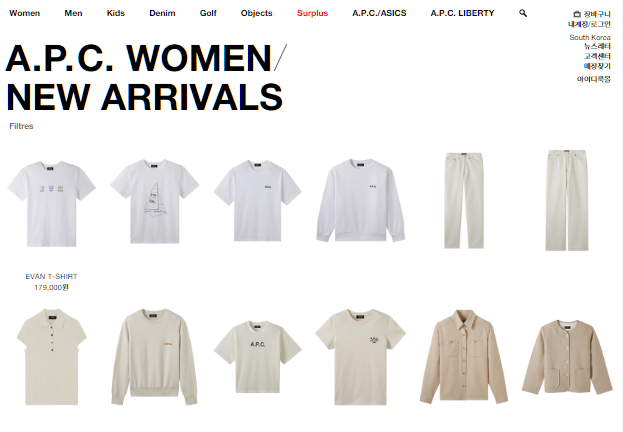 Women Men Kids Denim Golf Objects Surplus A.P.C./ASICS A.P.C. LIBERTY
장바구니
내계정/로그인
South Korea
뉴스레터
고객센터
매장찾기
아이디룩몰
A.P.C. WOMEN/
NEW ARRIVALS
Filtres
EVAN T-SHIRT
179,000원
A.P.C.